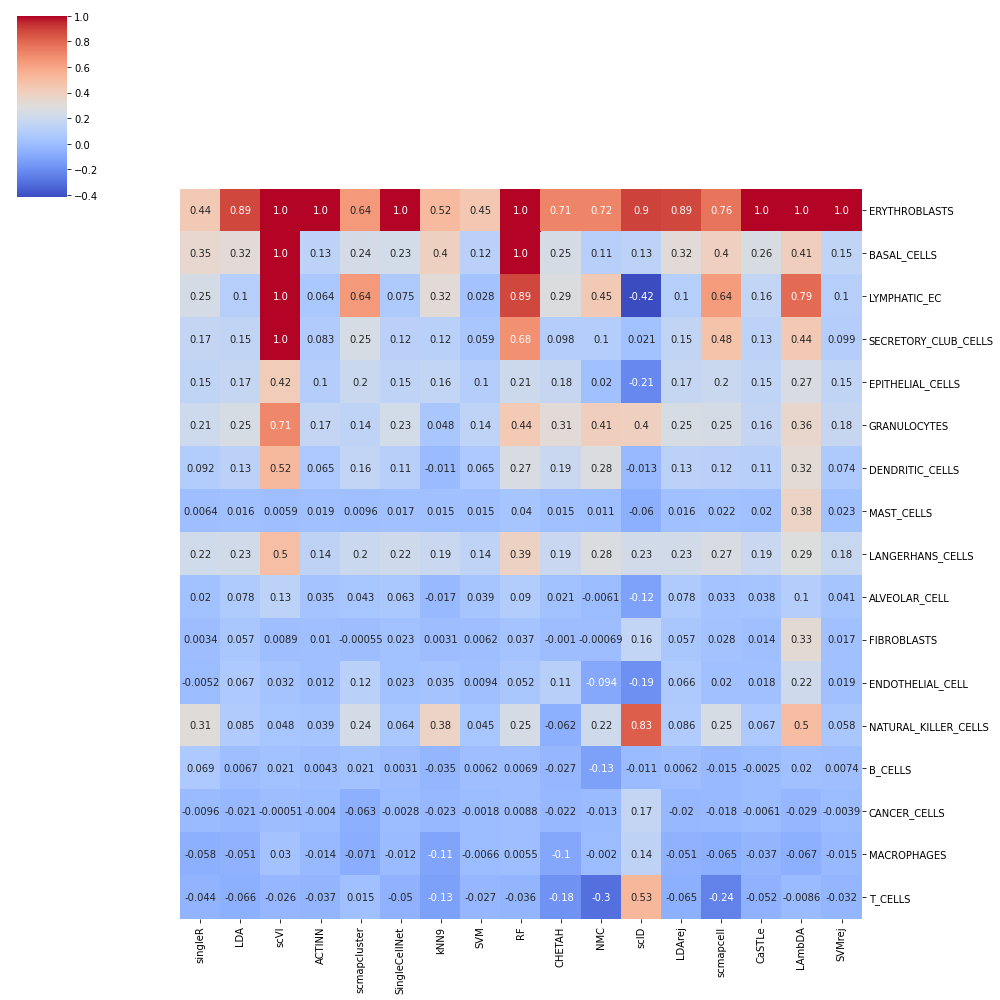 1.0
0.8
0.6
0.4
0.2
0.0
−0.2
−0.4
0.44 0.89 1.0 1.0 0.64 1.0 0.52 0.45 1.0 0.71 0.72 0.9 0.89 0.76 1.0 1.0 1.0 ERYTHROBLASTS
0.35 0.32 1.0 0.13 0.24 0.23 0.4 0.12 1.0 0.25 0.11 0.13 0.32 0.4 0.26 0.41 0.15 BASAL_CELLS
0.25 0.1 1.0 0.064 0.64 0.075 0.32 0.028 0.89 0.29 0.45 -0.42 0.1 0.64 0.16 0.79 0.1 LYMPHATIC_EC
0.17 0.15 1.0 0.083 0.25 0.12 0.12 0.059 0.68 0.098 0.1 0.021 0.15 0.48 0.13 0.44 0.099 SECRETORY_CLUB_CELLS
0.15 0.17 0.42 0.1 0.2 0.15 0.16 0.1 0.21 0.18 0.02 -0.21 0.17 0.2 0.15 0.27 0.15 EPITHELIAL_CELLS
0.21 0.25 0.71 0.17 0.14 0.23 0.048 0.14 0.44 0.31 0.41 0.4 0.25 0.25 0.16 0.36 0.18 GRANULOCYTES
0.092 0.13 0.52 0.065 0.16 0.11 -0.011 0.065 0.27 0.19 0.28 -0.013 0.13 0.12 0.11 0.32 0.074 DENDRITIC_CELLS
0.0064 0.016 0.0059 0.019 0.0096 0.017 0.015 0.015 0.04 0.015 0.011 -0.06 0.016 0.022 0.02 0.38 0.023 MAST_CELLS
0.22 0.23 0.5 0.14 0.2 0.22 0.19 0.14 0.39 0.19 0.28 0.23 0.23 0.27 0.19 0.29 0.18 LANGERHANS_CELLS
0.02 0.078 0.13 0.035 0.043 0.063 -0.017 0.039 0.09 0.021 -0.0061 -0.12 0.078 0.033 0.038 0.1 0.041 ALVEOLAR_CELL
0.0034 0.057 0.0089 0.01 -0.00055 0.023 0.0031 0.0062 0.037 -0.001 -0.00069 0.16 0.057 0.028 0.014 0.33 0.017 FIBROBLASTS
-0.0052 0.067 0.032 0.012 0.12 0.023 0.035 0.0094 0.052 0.11 -0.094 -0.19 0.066 0.02 0.018 0.22 0.019 ENDOTHELIAL_CELL
0.31 0.085 0.048 0.039 0.24 0.064 0.38 0.045 0.25 -0.062 0.22 0.83 0.086 0.25 0.067 0.5 0.058 NATURAL_KILLER_CELLS
0.069 0.0067 0.021 0.0043 0.021 0.0031 -0.035 0.0062 0.0069 -0.027 -0.13 -0.011 0.0062 -0.015 -0.0025 0.02 0.0074 B_CELLS
-0.0096 -0.021 -0.00051 -0.004 -0.063 -0.0028 -0.023 -0.0018 0.0088 -0.022 -0.013 0.17 -0.02 -0.018 -0.0061 -0.029 -0.0039 CANCER_CELLS
-0.058 -0.051 0.03 -0.014 -0.071 -0.012 -0.11 -0.0066 0.0055 -0.1 -0.002 0.14 -0.051 -0.065 -0.037 -0.067 -0.015 MACROPHAGES
-0.044 -0.066 -0.026 -0.037 0.015 -0.05 -0.13 -0.027 -0.036 -0.18 -0.3 0.53 -0.065 -0.24 -0.052 -0.0086 -0.032 T_CELLS
singleR LDA scVI ACTINN scmapcluster SingleCellNet kNN9 SVM RF CHETAH NMC scID LDArej scmapcell CaSTLe LAmbDA SVMrej